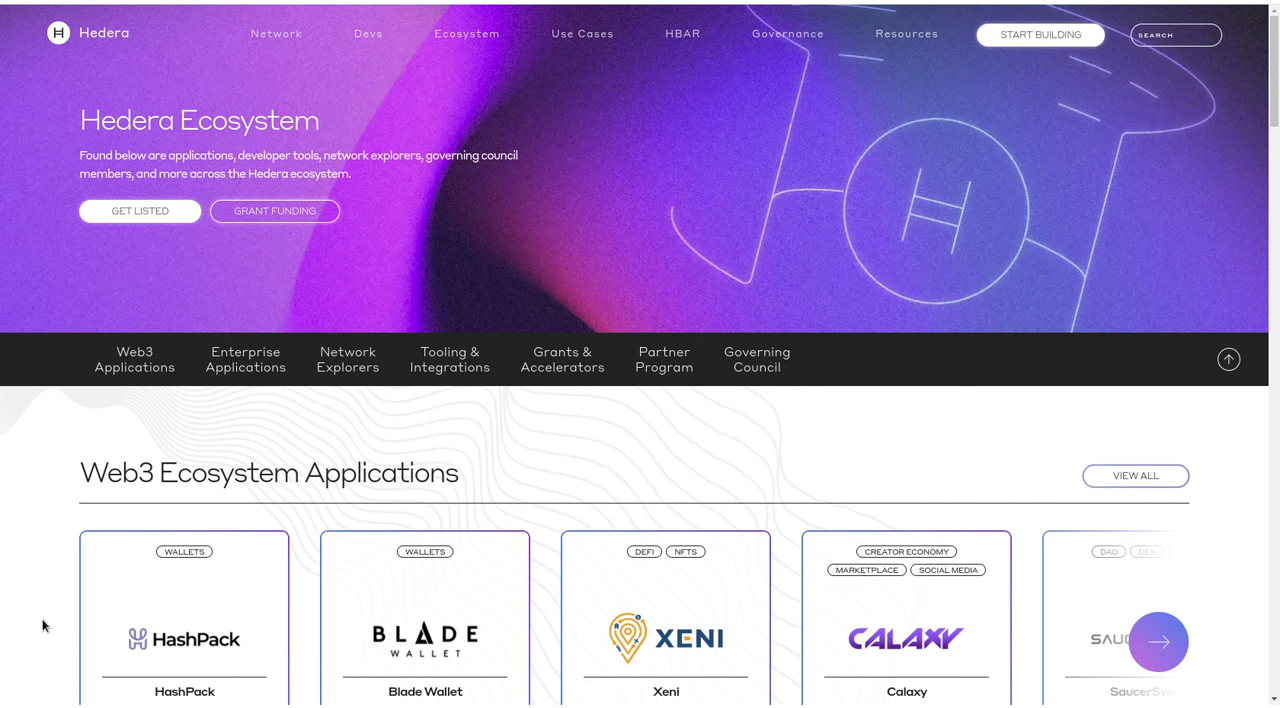 H Hedera
Network Devs Ecosystem Use Cases HBAR Governance Resources START BUILDING SEARCH
Hedera Ecosystem
Found below are applications, developer tools, network explorers, governing council
members, and more across the Hedera ecosystem.
GET LISTED GRANT FUNDING
H
Web3
Applications
Enterprise
Applications
Network
Explorers
Tooling &
Integrations
Grants &
Accelerators
Partner
Program
Governing
Council
Web3 Ecosystem Applications
VIEW ALL
WALLETS
HashPack
HashPack
WALLETS
BLADE
WALLET
Blade Wallet
DEFI NFTS
XENI
Xeni
CREATOR ECONOMY
MARKETPLACE SOCIAL MEDIA
CALAXY
Calaxy
DAO DEX